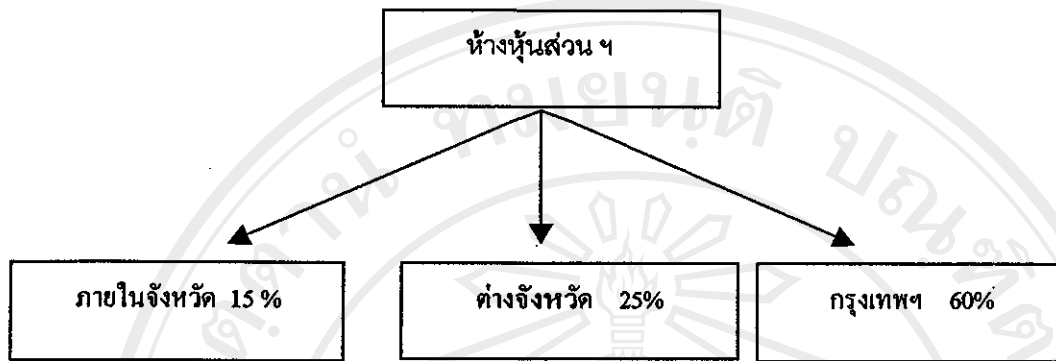 ห้างหุ้นส่วน ฯ
ภายในจังหวัด 15 %
ต่างจังหวัด 25%
กรุงเทพฯ 60%